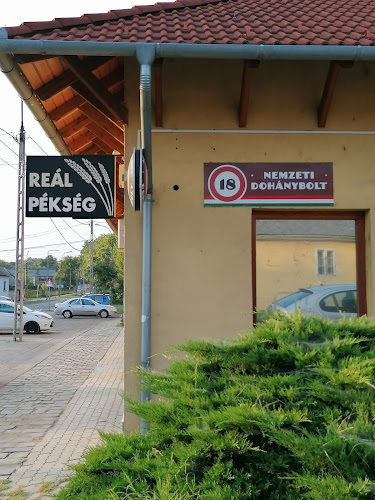 REÁL
PÉKSÉG
18
NEMZETI
DOHÁNYBOLT